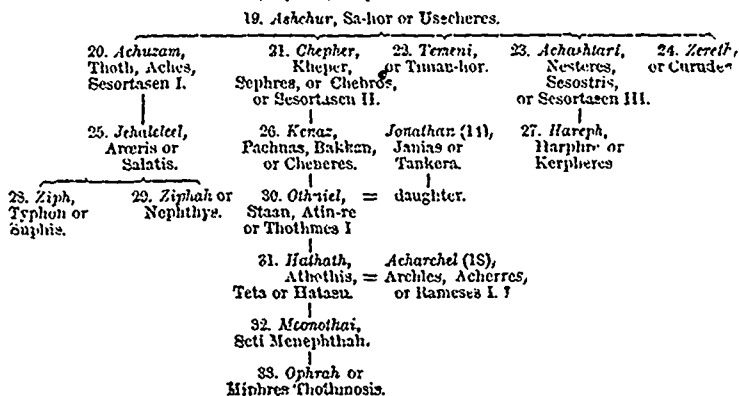 19. Ashchur, Sa-hor or Usecheres.
20. Achuzam,
Thoth, Aches,
Sesortasen I.
21. Chepher,
Kheper,
Sephres, or Chebros,
or Sesortasen II.
22. Temeni,
or Timan-hor.
23. Achashtari,
Nesteres,
Sesostris,
or Sesortasen III.
24. Zereth,
or Curudes
25. Jehaleleel,
Aroeris or
Salatis.
26. Kenaz,
Pachnas, Bakkan,
or Cheneres.
Jonathan (11),
Janias or
Tankera.
27. Hareph,
Harphre or
Kerpheres
28. Ziph,
Typhon or
Suphis.
29. Ziphah or
Nephthys.
30. Othniel,
Staan, Atin-re
or Thothmes I
= daughter.
31. Hathath,
Athothis,
Teta or Hatasu.
= Acharchel (18),
Archles, Acherres,
or Rameses I. ?
32. Meonothai,
Seti Menephthah.
33. Ophrah or
Miphres Thothmosis.